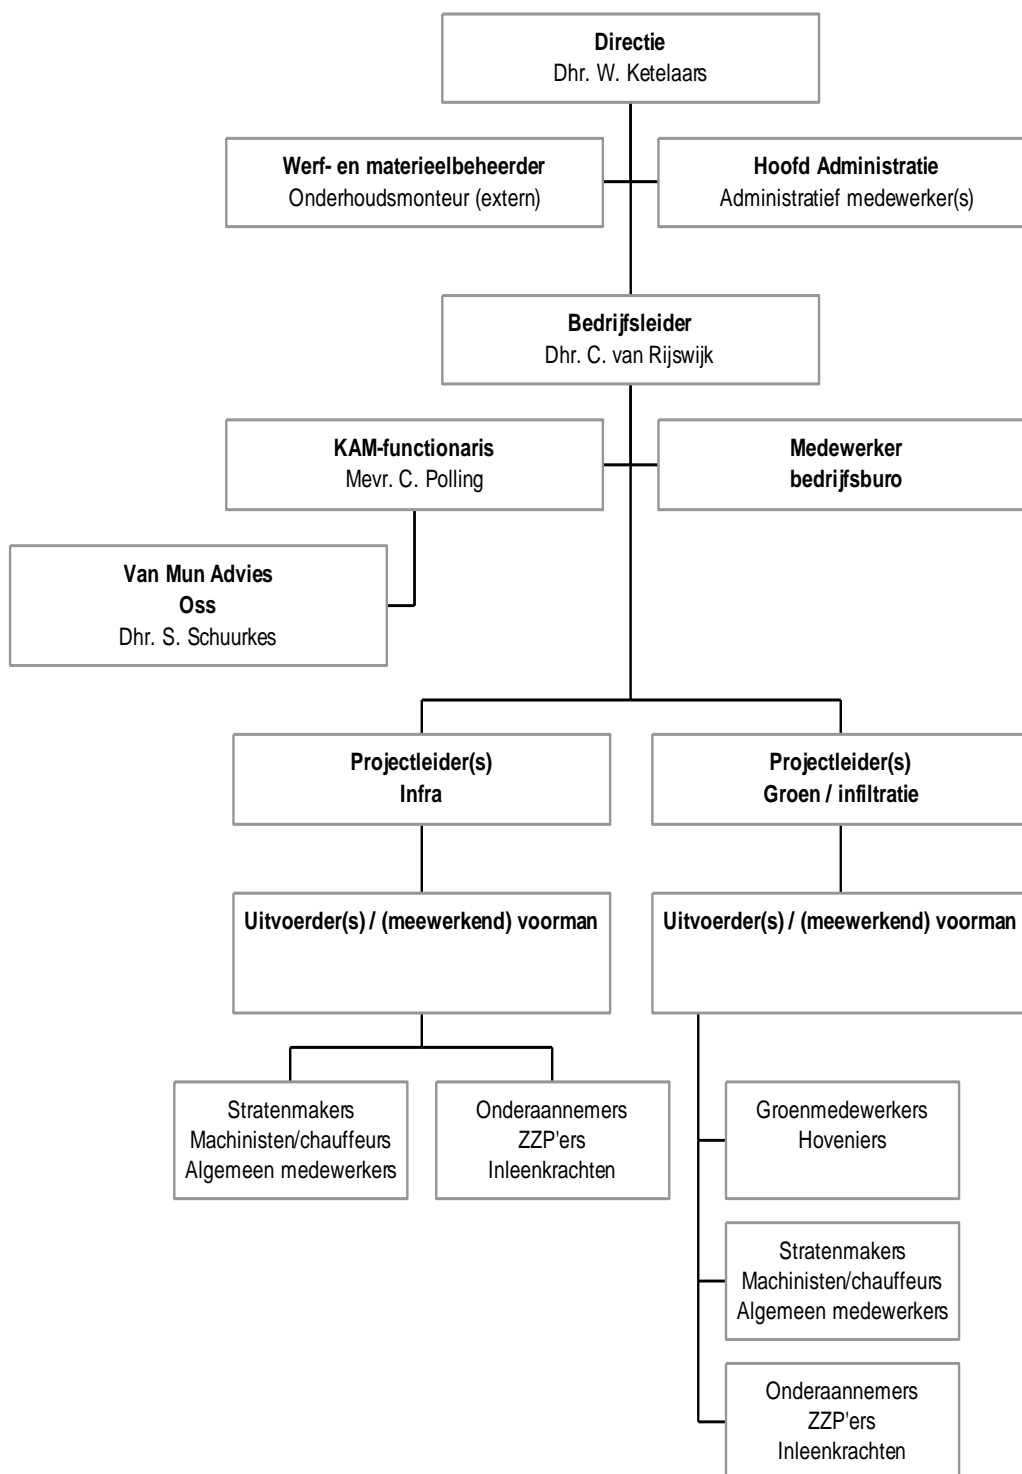 Directie
Dhr. W. Ketelaars
Werf- en materieelbeheerder
Onderhoudsmonteur (extern)
Hoofd Administratie
Administratief medewerker(s)
Bedrijfsleider
Dhr. C. van Rijswijk
KAM-functionaris
Mevr. C. Polling
Medewerker
bedrijfsburo
Van Mun Advies
Oss
Dhr. S. Schuurkes
Projectleider(s)
Infra
Projectleider(s)
Groen / infiltratie
Uitvoerder(s) / (meewerkend) voorman
Uitvoerder(s) / (meewerkend) voorman
Stratenmakers
Machinisten/chauffeurs
Algemeen medewerkers
Onderaannemers
ZZP'ers
Inleenkrachten
Groenmedewerkers
Hoveniers
Stratenmakers
Machinisten/chauffeurs
Algemeen medewerkers
Onderaannemers
ZZP'ers
Inleenkrachten